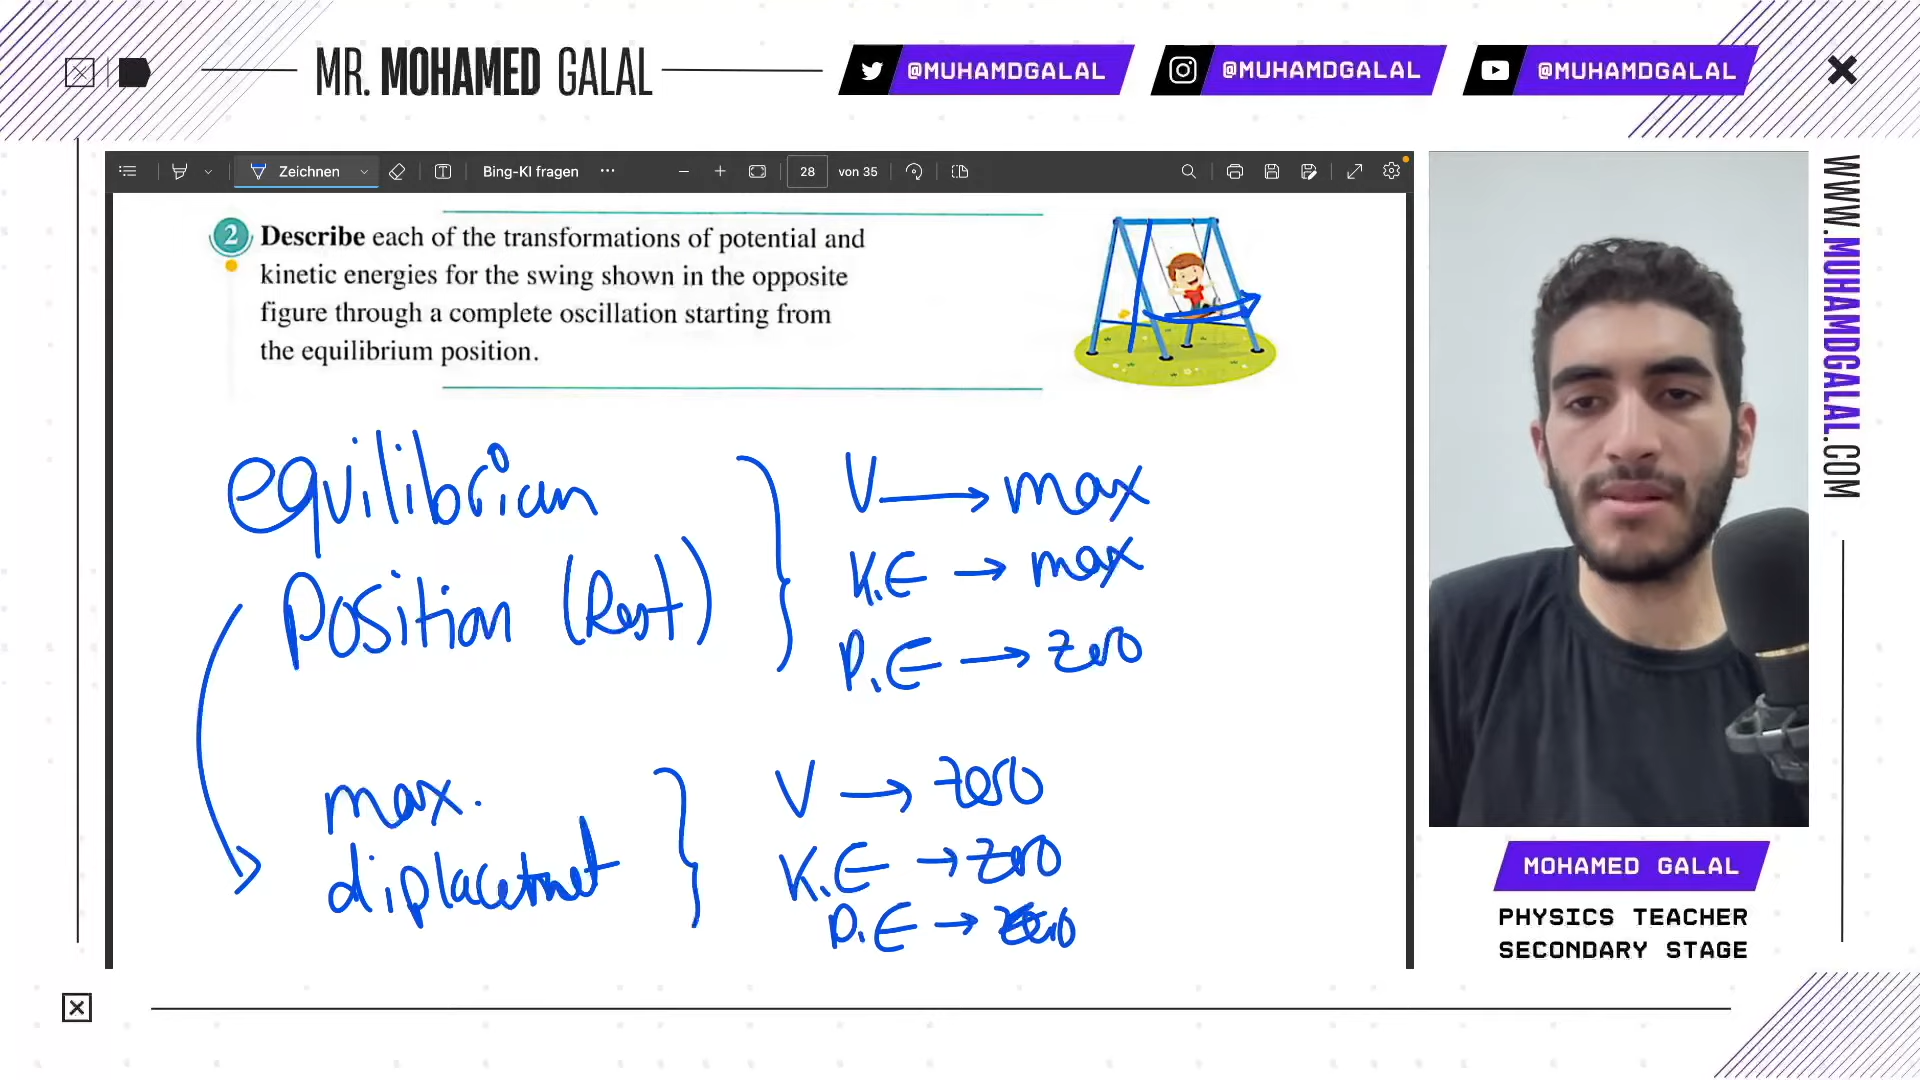 MR. MOHAMED GALAL
@MUHAMDGALAL
@MUHAMDGALAL
@MUHAMDGALAL
Zeichnen
Bing-KI fragen
28
von 35
2
Describe each of the transformations of potential and
kinetic energies for the swing shown in the opposite
figure through a complete oscillation starting from
the equilibrium position.
equilibrian
Position (Rest)
V → max
K.E → max
P.E → zero
max.
V → zero
K.E → zero
P.E → zero
WWW.MUHAMDGALAL.COM
MOHAMED GALAL
PHYSICS TEACHER
SECONDARY STAGE